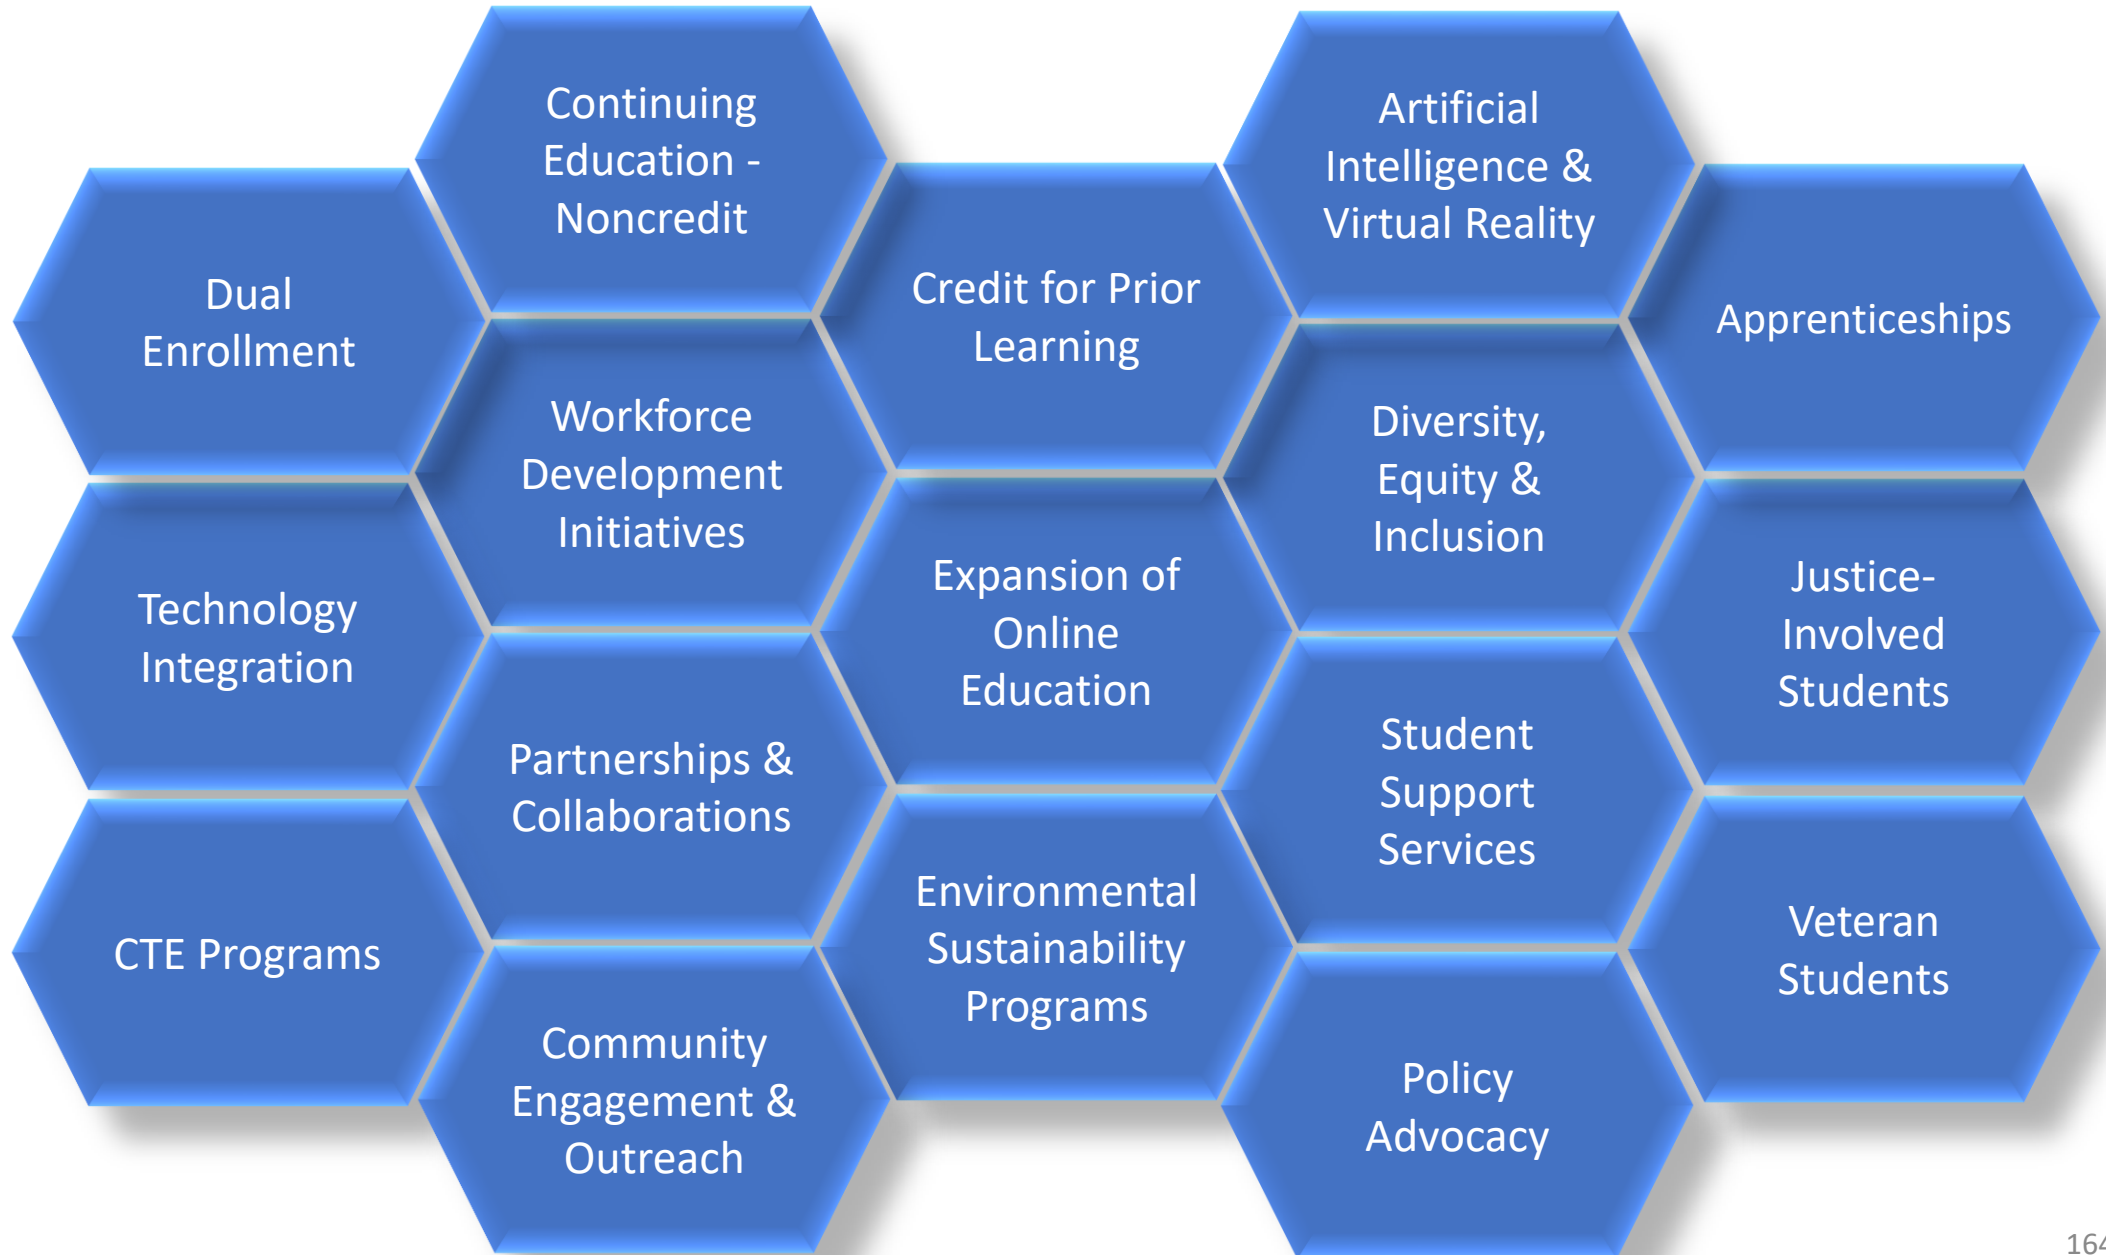 Continuing
Education -
Noncredit
Artificial
Intelligence &
Virtual Reality
Dual
Enrollment
Credit for Prior
Learning
Apprenticeships
Workforce
Development
Initiatives
Diversity,
Equity &
Inclusion
Technology
Integration
Expansion of
Online
Education
Justice-
Involved
Students
Partnerships &
Collaborations
Student
Support
Services
CTE Programs
Environmental
Sustainability
Programs
Veteran
Students
Community
Engagement &
Outreach
Policy
Advocacy
164